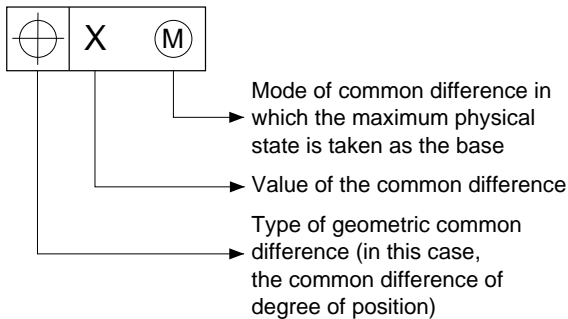 X Ⓜ
Mode of common difference in
which the maximum physical
state is taken as the base
Value of the common difference
Type of geometric common
difference (in this case,
the common difference of
degree of position)